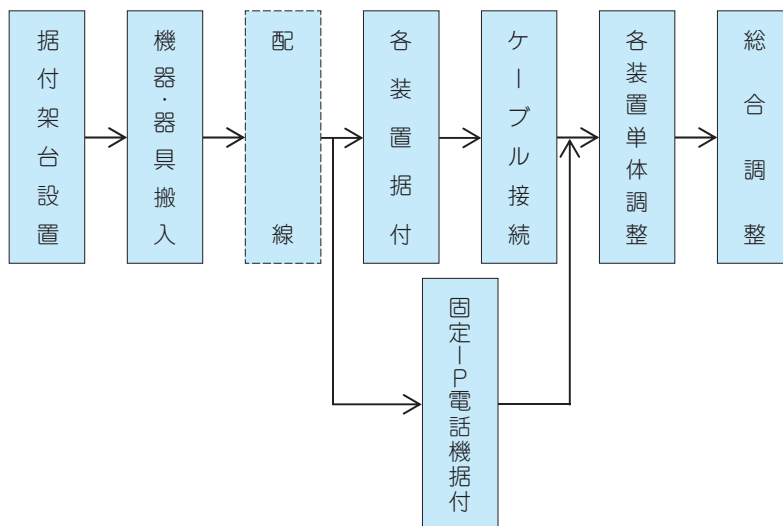 据付架台設置
機器・器具搬入
配線
各装置据付
ケーブル接続
各装置単体調整
総合調整
固定IP電話機据付